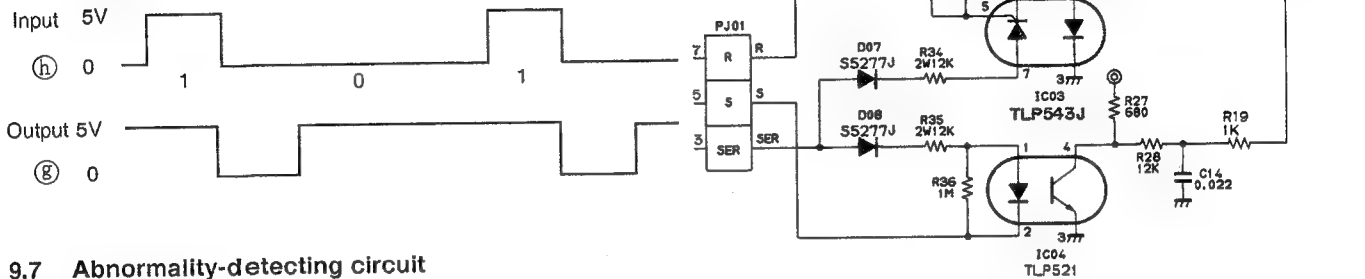 Input 5V
ⓗ 0
1 0 1
Output 5V
ⓖ 0
9.7 Abnormality-detecting circuit
PJ01
7 R R
5 S S
3 SER SER
D07
S5277J
R34
2W12K
D08
S5277J
R35
2W12K
R36
1M
5
7
3
IC03
TLP543J
1 4
2 3
IC04
TLP521
R27
680
R28
12K
C14
0.022
R19
1K